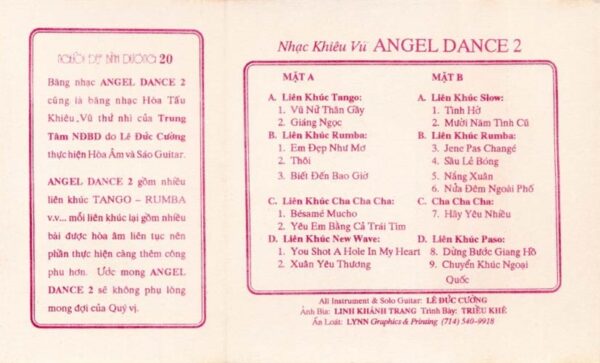 NGƯỜI ĐẸP BÌNH DƯƠNG 20
Băng nhạc ANGEL DANCE 2
cũng là băng nhạc Hòa Tấu
Khiêu Vũ thứ nhì của Trung
Tâm NĐBD do Lê Đức Cường
thực hiện Hòa Âm và Sáo Guitar.
ANGEL DANCE 2 gồm nhiều
liên khúc TANGO – RUMBA
v.v... mỗi liên khúc lại gồm nhiều
bài được hòa âm liên tục nên
phần thực hiện càng thêm công
phu hơn. Ước mong ANGEL
DANCE 2 sẽ không phụ lòng
mong đợi của Quý vị.
Nhạc Khiêu Vũ ANGEL DANCE 2
MẶT A
A. Liên Khúc Tango:
1. Vũ Nữ Thân Gầy
2. Giáng Ngọc
B. Liên Khúc Rumba:
1. Em Đẹp Như Mơ
2. Thôi
3. Biết Đến Bao Giờ
C. Liên Khúc Cha Cha Cha:
1. Bésamé Mucho
2. Yêu Em Bằng Cả Trái Tim
D. Liên Khúc New Wave:
1. You Shot A Hole In My Heart
2. Xuân Yêu Thương
MẶT B
A. Liên Khúc Slow:
1. Tình Hờ
2. Mười Năm Tình Cũ
B. Liên Khúc Rumba:
3. Jene Pas Changé
4. Sầu Lẻ Bóng
5. Nắng Xuân
6. Nửa Đêm Ngoài Phố
C. Cha Cha Cha:
7. Hãy Yêu Nhiều
D. Liên Khúc Paso:
8. Dừng Bước Giang Hồ
9. Chuyển Khúc Ngoại
Quốc
All Instrument & Solo Guitar: LÊ ĐỨC CƯỜNG
Ảnh Bìa: LINH KHÁNH TRANG Trình Bày: TRIỀU KHÊ
Ấn Loát: LYNN Graphics & Printing (714) 540-9918